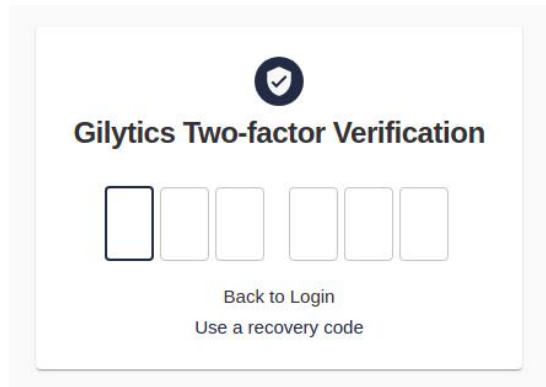 Gilytics Two-factor Verification
Back to Login
Use a recovery code